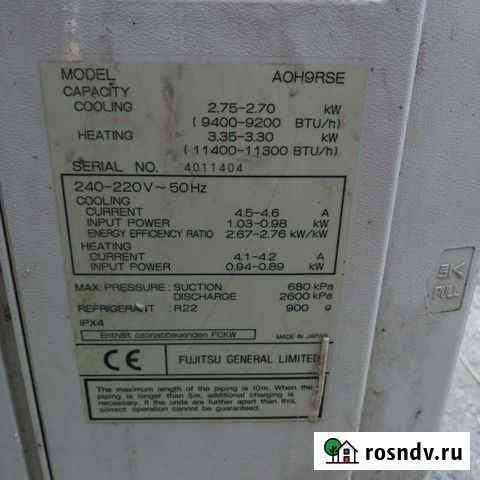 MODEL AOH9RSE
CAPACITY
COOLING 2.75-2.70 kW
(9400-9200 BTU/h)
HEATING 3.35-3.30 kW
(11400-11300 BTU/h)
SERIAL NO. 4011404
240-220V~50Hz
COOLING
CURRENT 4.5-4.6 A
INPUT POWER 1.03-0.98 kW
ENERGY EFFICIENCY RATIO 2.67-2.76 kW/kW
HEATING
CURRENT 4.1-4.2 A
INPUT POWER 0.94-0.89 kW
MAX. PRESSURE : SUCTION 680 kPa
DISCHARGE 2600 kPa
REFRIGERANT : R22 900 g
IPX4
Enthält ozonabbauenden FCKW
MADE IN JAPAN
CE FUJITSU GENERAL LIMITED
The maximum length of the piping is 10m. When the
piping is longer than 5m, additional charging is
necessary. If the units are further apart than this,
correct operation cannot be guaranteed.
rosndv.ru